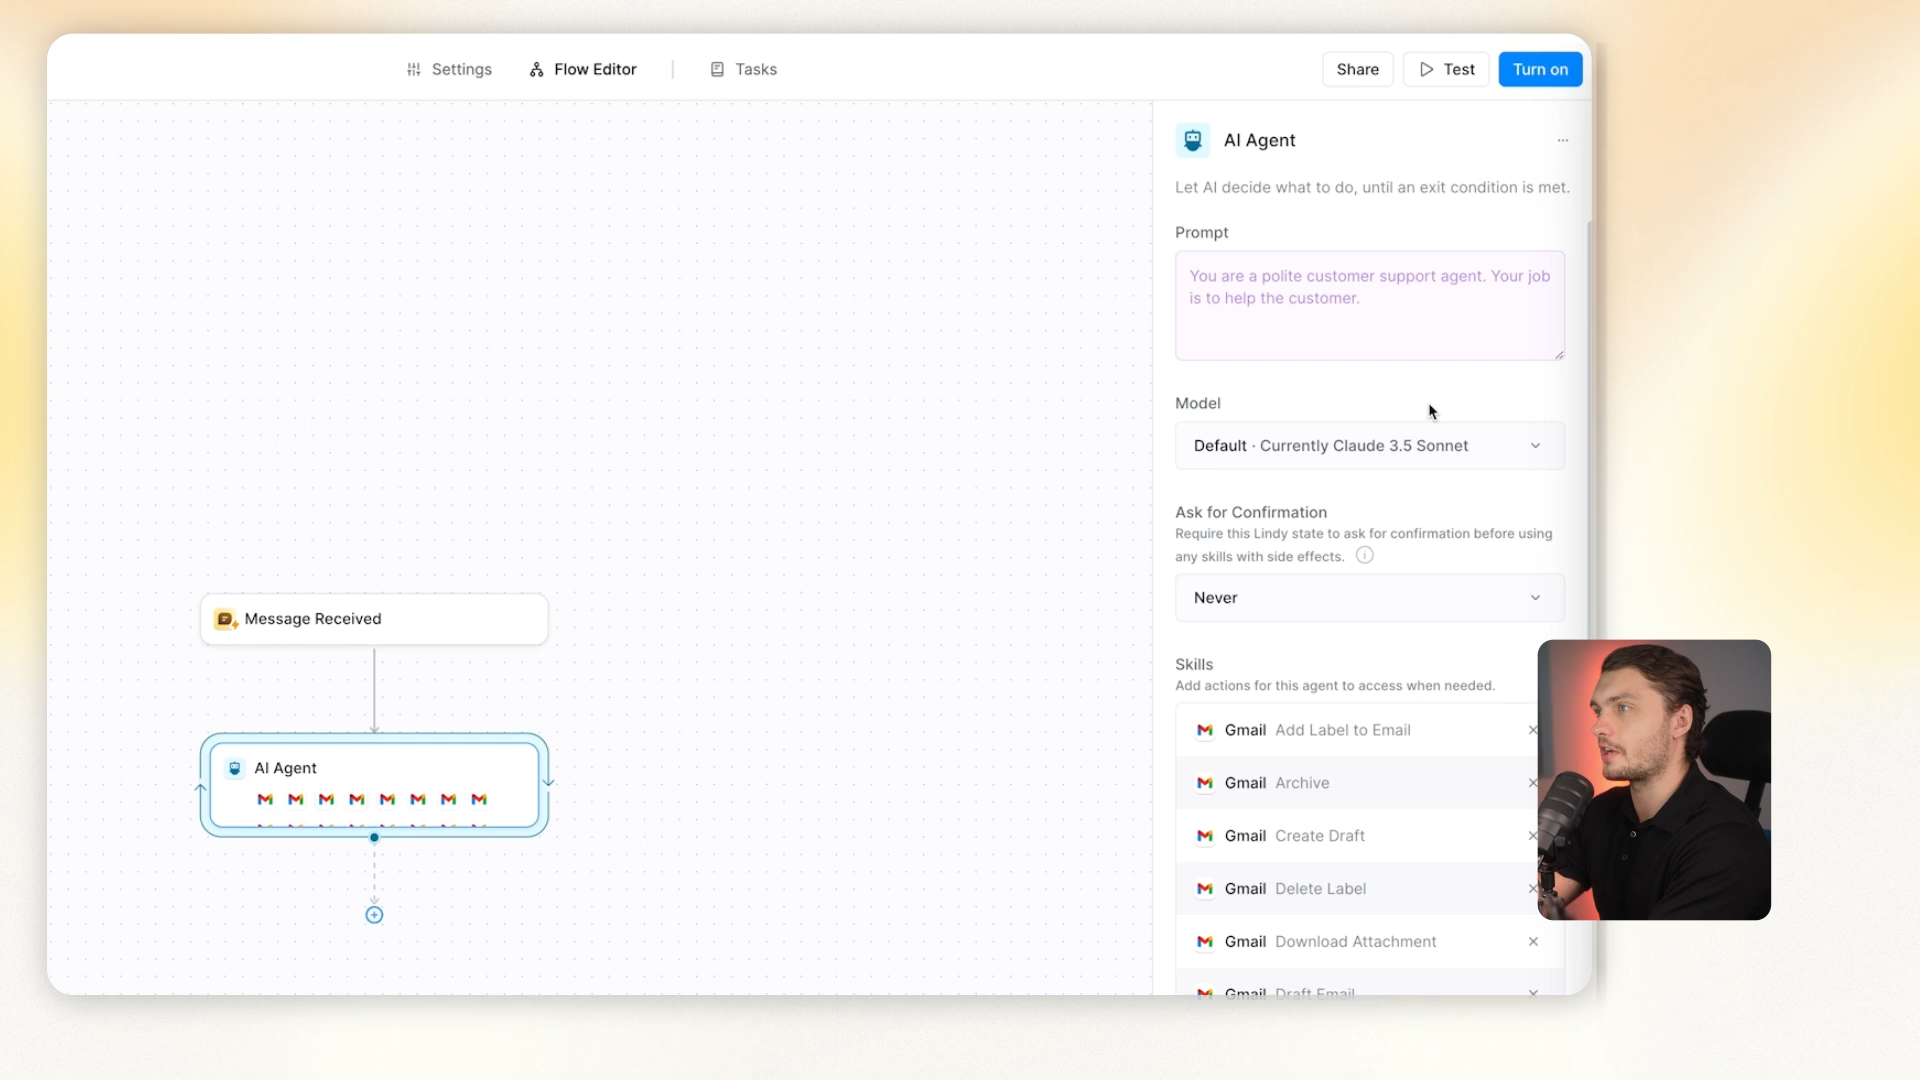 Settings
Flow Editor
Tasks
Share
Test
Turn on
AI Agent
Let AI decide what to do, until an exit condition is met.
Prompt
You are a polite customer support agent. Your job
is to help the customer.
Model
Default · Currently Claude 3.5 Sonnet
Ask for Confirmation
Require this Lindy state to ask for confirmation before using
any skills with side effects.
Never
Skills
Add actions for this agent to access when needed.
Gmail Add Label to Email
Gmail Archive
Gmail Create Draft
Gmail Delete Label
Gmail Download Attachment
Gmail Draft Email
Message Received
AI Agent